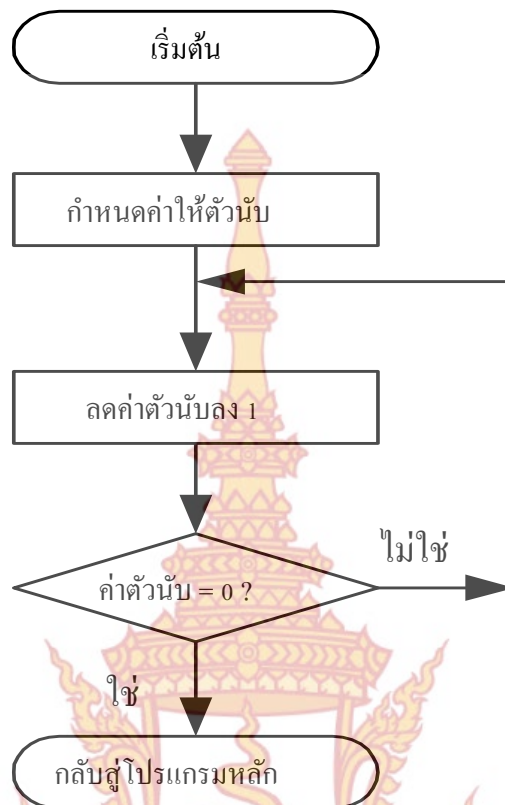 เริ่มต้น
กำหนดค่าให้ตัวนับ
ลดค่าตัวนับลง 1
ค่าตัวนับ = 0 ?
ไม่ใช่
ใช่
กลับสู่โปรแกรมหลัก